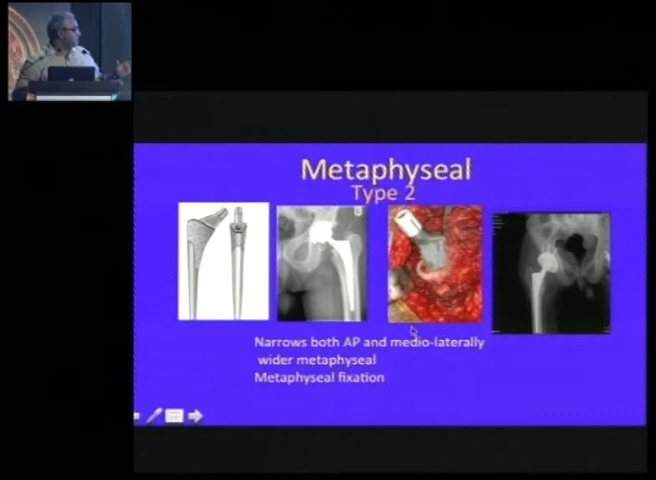 Metaphyseal
Type 2
Narrows both AP and medio-laterally
wider metaphyseal
Metaphyseal fixation